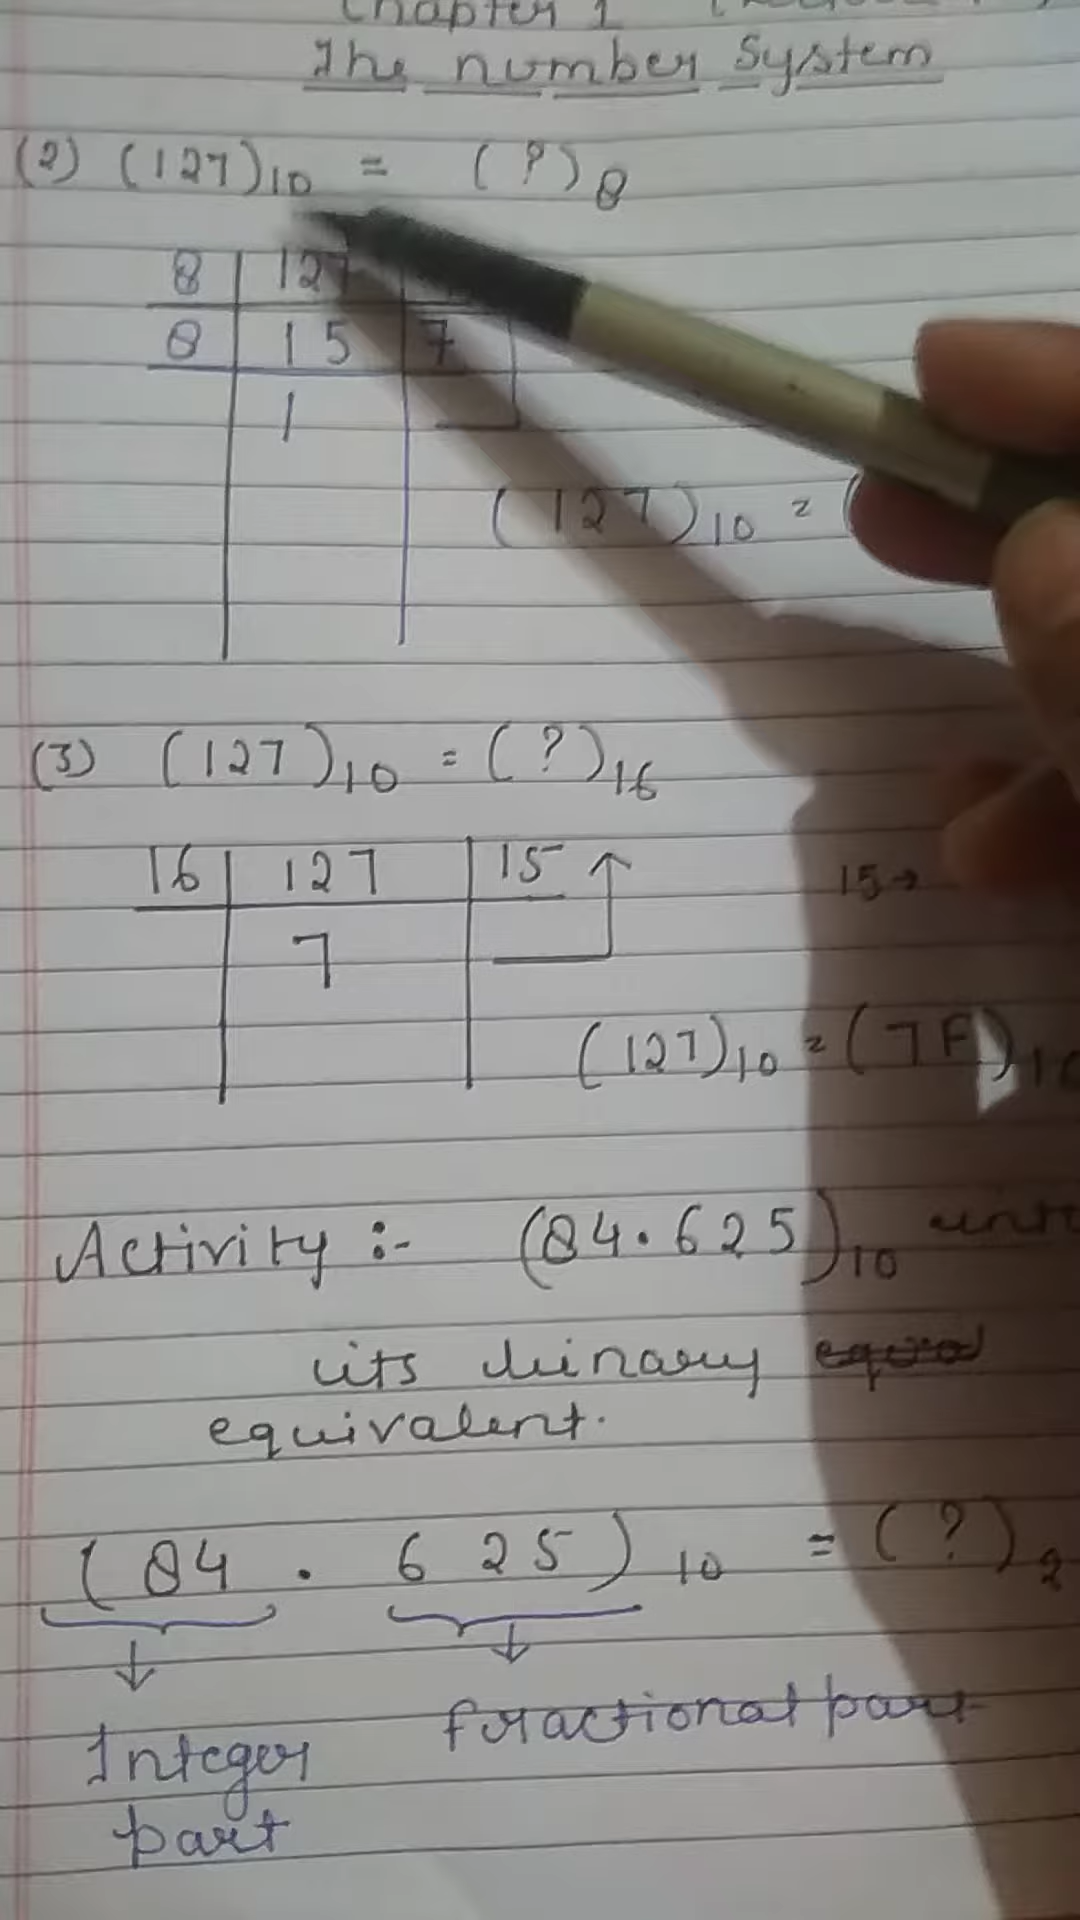 Chapter 1
The number System
(2) (127)10 = (?)8
8 127
8 15 7
1
(127)10 = (
(3) (127)10 = (?)16
16 127 15
7 15→
(127)10 = (7F)
Activity :- (84.625)10 into
its binary
equivalent.
(84 . 625)10 = (?)2
Integer fractional part
part